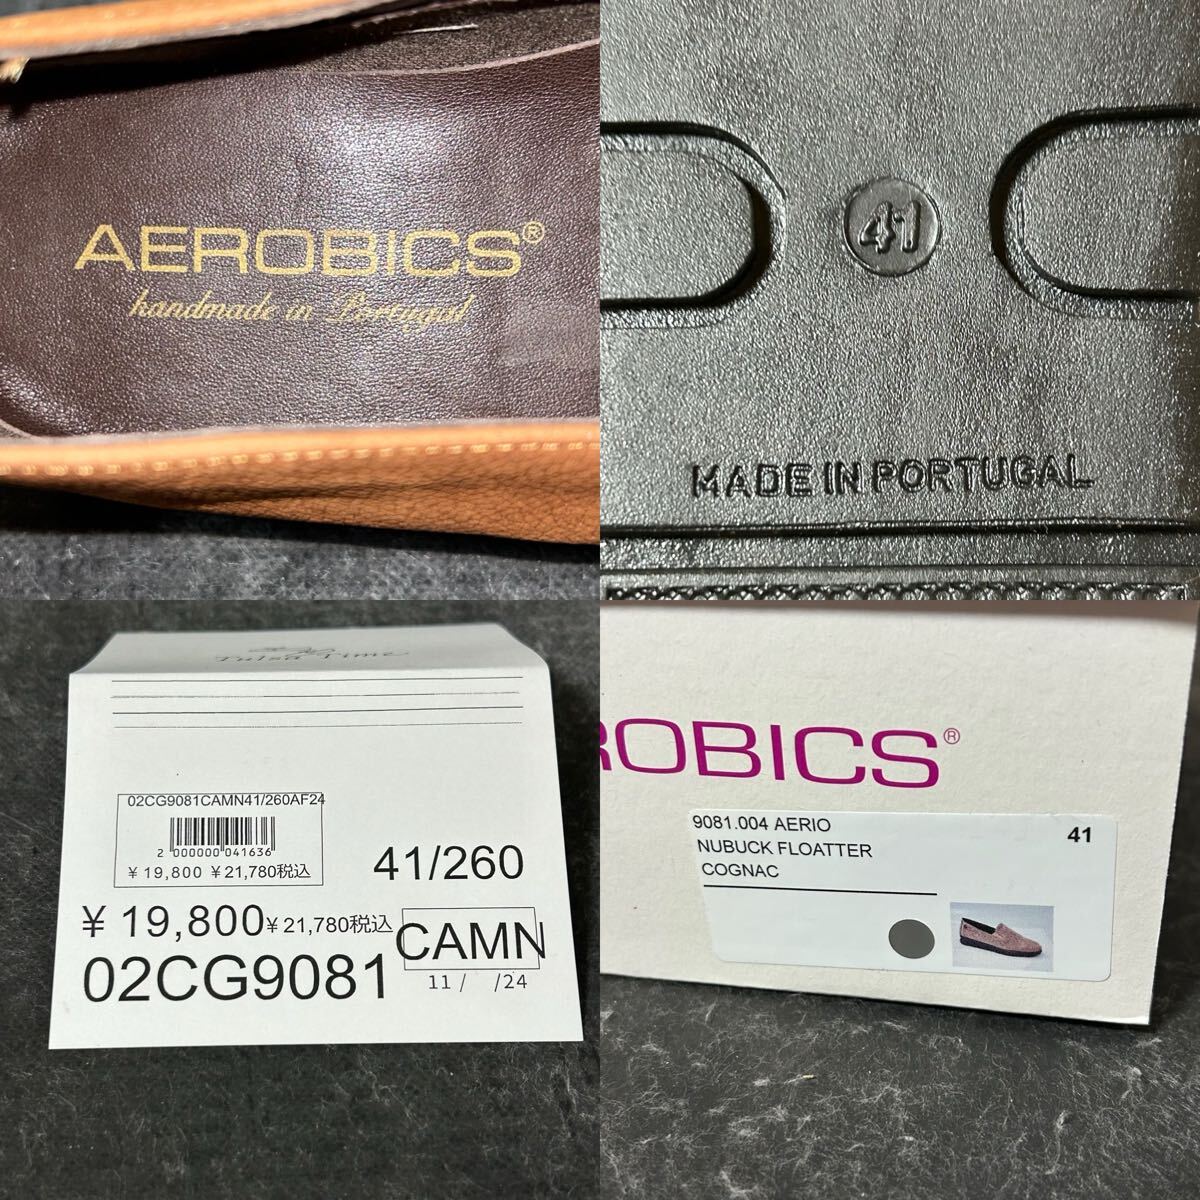 AEROBICS®
handmade in Portugal
41
MADE IN PORTUGAL
Tulsa Time
02CG9081CAMN41/260AF24
2 000000 041636
¥19,800 ¥21,780税込
41/260
¥ 19,800 ¥21,780税込
CAMN
02CG9081
11/ /24
ROBICS®
9081.004 AERIO
41
NUBUCK FLOATTER
COGNAC